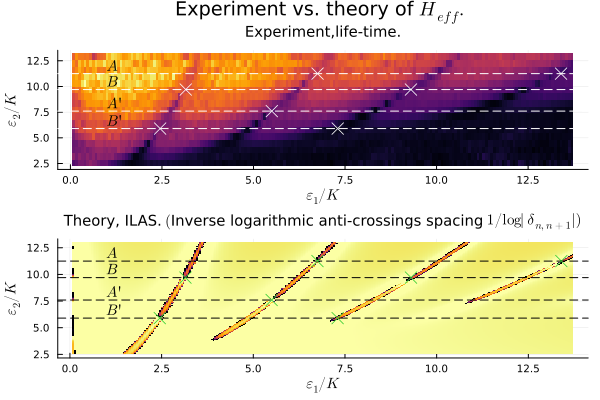 Experiment vs. theory of H_eff.
Experiment,life-time.
12.5
10.0
7.5
5.0
2.5
ε₂/K
A
B
A'
B'
0.0 2.5 5.0 7.5 10.0 12.5
ε₁/K
Theory, ILAS. (Inverse logarithmic anti-crossings spacing 1/log|δ_{n,n+1}|)
12.5
10.0
7.5
5.0
2.5
ε₂/K
A
B
A'
B'
0.0 2.5 5.0 7.5 10.0 12.5
ε₁/K